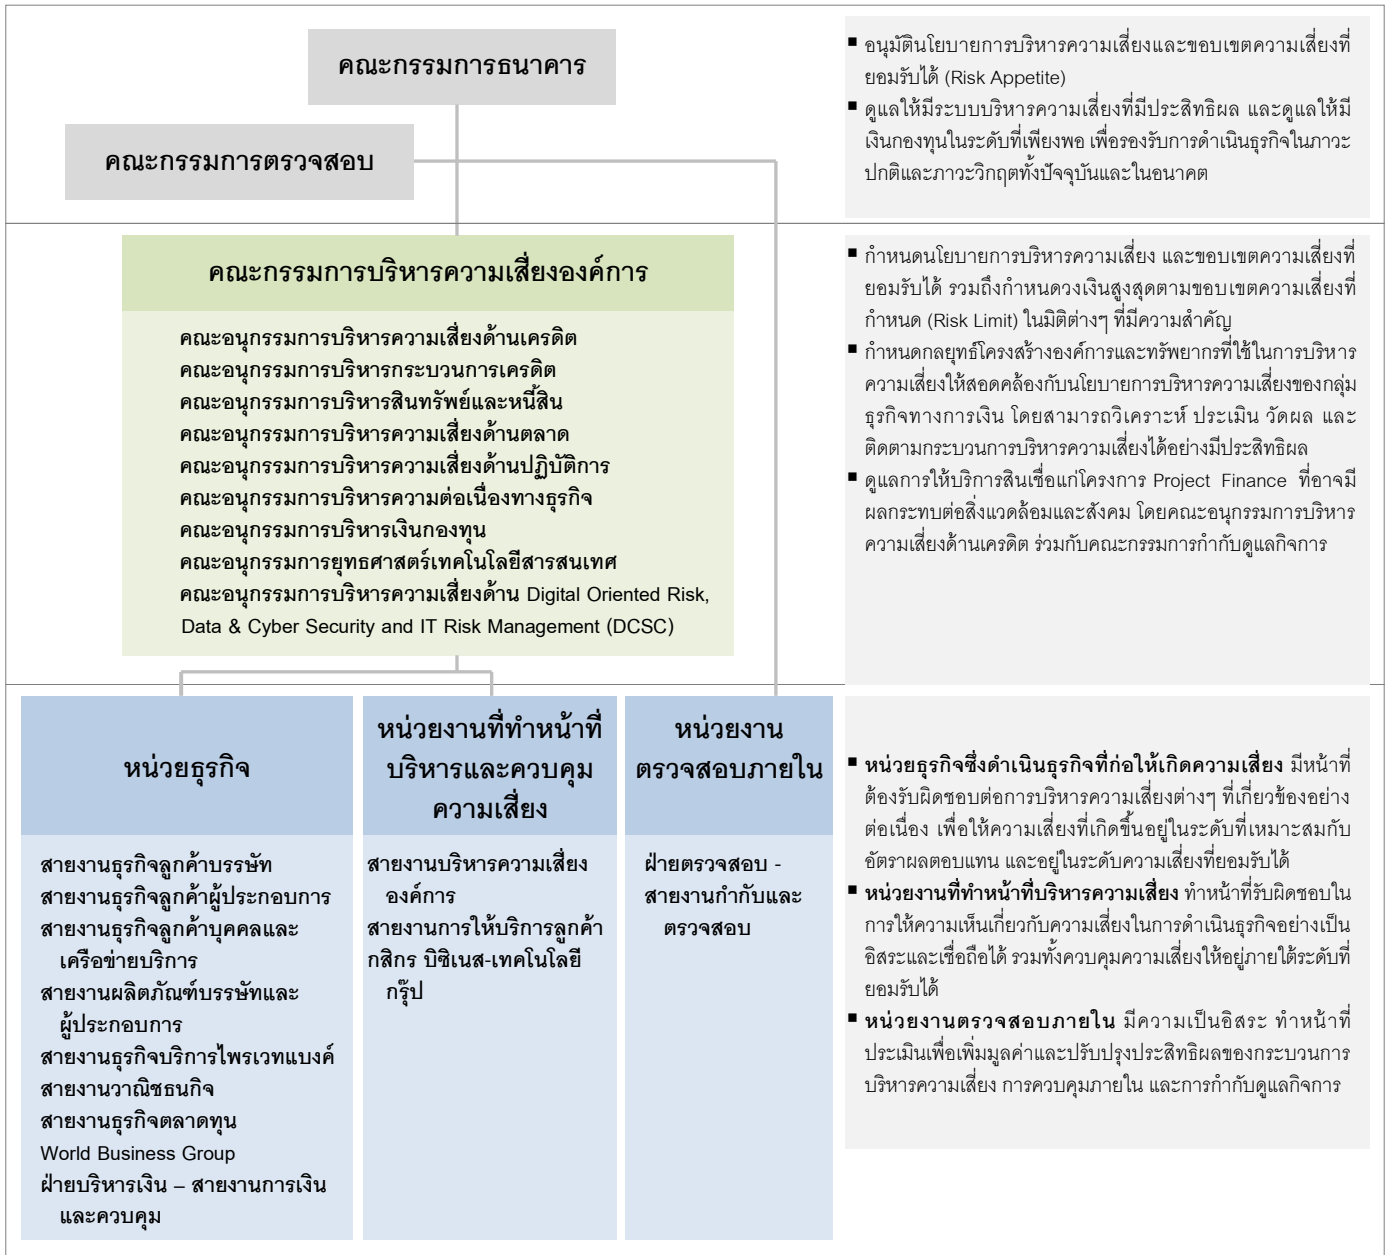 คณะกรรมการธนาคาร
คณะกรรมการตรวจสอบ
▪ อนุมัตินโยบายการบริหารความเสี่ยงและขอบเขตความเสี่ยงที่
ยอมรับได้ (Risk Appetite)
▪ ดูแลให้มีระบบบริหารความเสี่ยงที่มีประสิทธิผล และดูแลให้มี
เงินกองทุนในระดับที่เพียงพอ เพื่อรองรับการดำเนินธุรกิจในภาวะ
ปกติและภาวะวิกฤตทั้งปัจจุบันและในอนาคต
คณะกรรมการบริหารความเสี่ยงองค์การ
คณะอนุกรรมการบริหารความเสี่ยงด้านเครดิต
คณะอนุกรรมการบริหารกระบวนการเครดิต
คณะอนุกรรมการบริหารสินทรัพย์และหนี้สิน
คณะอนุกรรมการบริหารความเสี่ยงด้านตลาด
คณะอนุกรรมการบริหารความเสี่ยงด้านปฏิบัติการ
คณะอนุกรรมการบริหารความต่อเนื่องทางธุรกิจ
คณะอนุกรรมการบริหารเงินกองทุน
คณะอนุกรรมการยุทธศาสตร์เทคโนโลยีสารสนเทศ
คณะอนุกรรมการบริหารความเสี่ยงด้าน Digital Oriented Risk,
Data & Cyber Security and IT Risk Management (DCSC)
▪ กำหนดนโยบายการบริหารความเสี่ยง และขอบเขตความเสี่ยงที่
ยอมรับได้ รวมถึงกำหนดวงเงินสูงสุดตามขอบเขตความเสี่ยงที่
กำหนด (Risk Limit) ในมิติต่างๆ ที่มีความสำคัญ
▪ กำหนดกลยุทธ์โครงสร้างองค์การและทรัพยากรที่ใช้ในการบริหาร
ความเสี่ยงให้สอดคล้องกับนโยบายการบริหารความเสี่ยงของกลุ่ม
ธุรกิจทางการเงิน โดยสามารถวิเคราะห์ ประเมิน วัดผล และ
ติดตามกระบวนการบริหารความเสี่ยงได้อย่างมีประสิทธิผล
▪ ดูแลการให้บริการสินเชื่อแก่โครงการ Project Finance ที่อาจมี
ผลกระทบต่อสิ่งแวดล้อมและสังคม โดยคณะอนุกรรมการบริหาร
ความเสี่ยงด้านเครดิต ร่วมกับคณะกรรมการกำกับดูแลกิจการ
หน่วยธุรกิจ
สายงานธุรกิจลูกค้าบรรษัท
สายงานธุรกิจลูกค้าผู้ประกอบการ
สายงานธุรกิจลูกค้าบุคคลและ
เครือข่ายบริการ
สายงานผลิตภัณฑ์บรรษัทและ
ผู้ประกอบการ
สายงานธุรกิจบริการไพรเวทแบงค์
สายงานวาณิชธนกิจ
สายงานธุรกิจตลาดทุน
World Business Group
ฝ่ายบริหารเงิน – สายงานการเงิน
และควบคุม
หน่วยงานที่ทำหน้าที่
บริหารและควบคุม
ความเสี่ยง
สายงานบริหารความเสี่ยง
องค์การ
สายงานการให้บริการลูกค้า
กสิกร บิซิเนส-เทคโนโลยี
กรุ๊ป
หน่วยงาน
ตรวจสอบภายใน
ฝ่ายตรวจสอบ -
สายงานกำกับและ
ตรวจสอบ
▪ หน่วยธุรกิจซึ่งดำเนินธุรกิจที่ก่อให้เกิดความเสี่ยง มีหน้าที่
ต้องรับผิดชอบต่อการบริหารความเสี่ยงต่างๆ ที่เกี่ยวข้องอย่าง
ต่อเนื่อง เพื่อให้ความเสี่ยงที่เกิดขึ้นอยู่ในระดับที่เหมาะสมกับ
อัตราผลตอบแทน และอยู่ในระดับความเสี่ยงที่ยอมรับได้
▪ หน่วยงานที่ทำหน้าที่บริหารความเสี่ยง ทำหน้าที่รับผิดชอบใน
การให้ความเห็นเกี่ยวกับความเสี่ยงในการดำเนินธุรกิจอย่างเป็น
อิสระและเชื่อถือได้ รวมทั้งควบคุมความเสี่ยงให้อยู่ภายใต้ระดับที่
ยอมรับได้
▪ หน่วยงานตรวจสอบภายใน มีความเป็นอิสระ ทำหน้าที่
ประเมินเพื่อเพิ่มมูลค่าและปรับปรุงประสิทธิผลของกระบวนการ
บริหารความเสี่ยง การควบคุมภายใน และการกำกับดูแลกิจการ